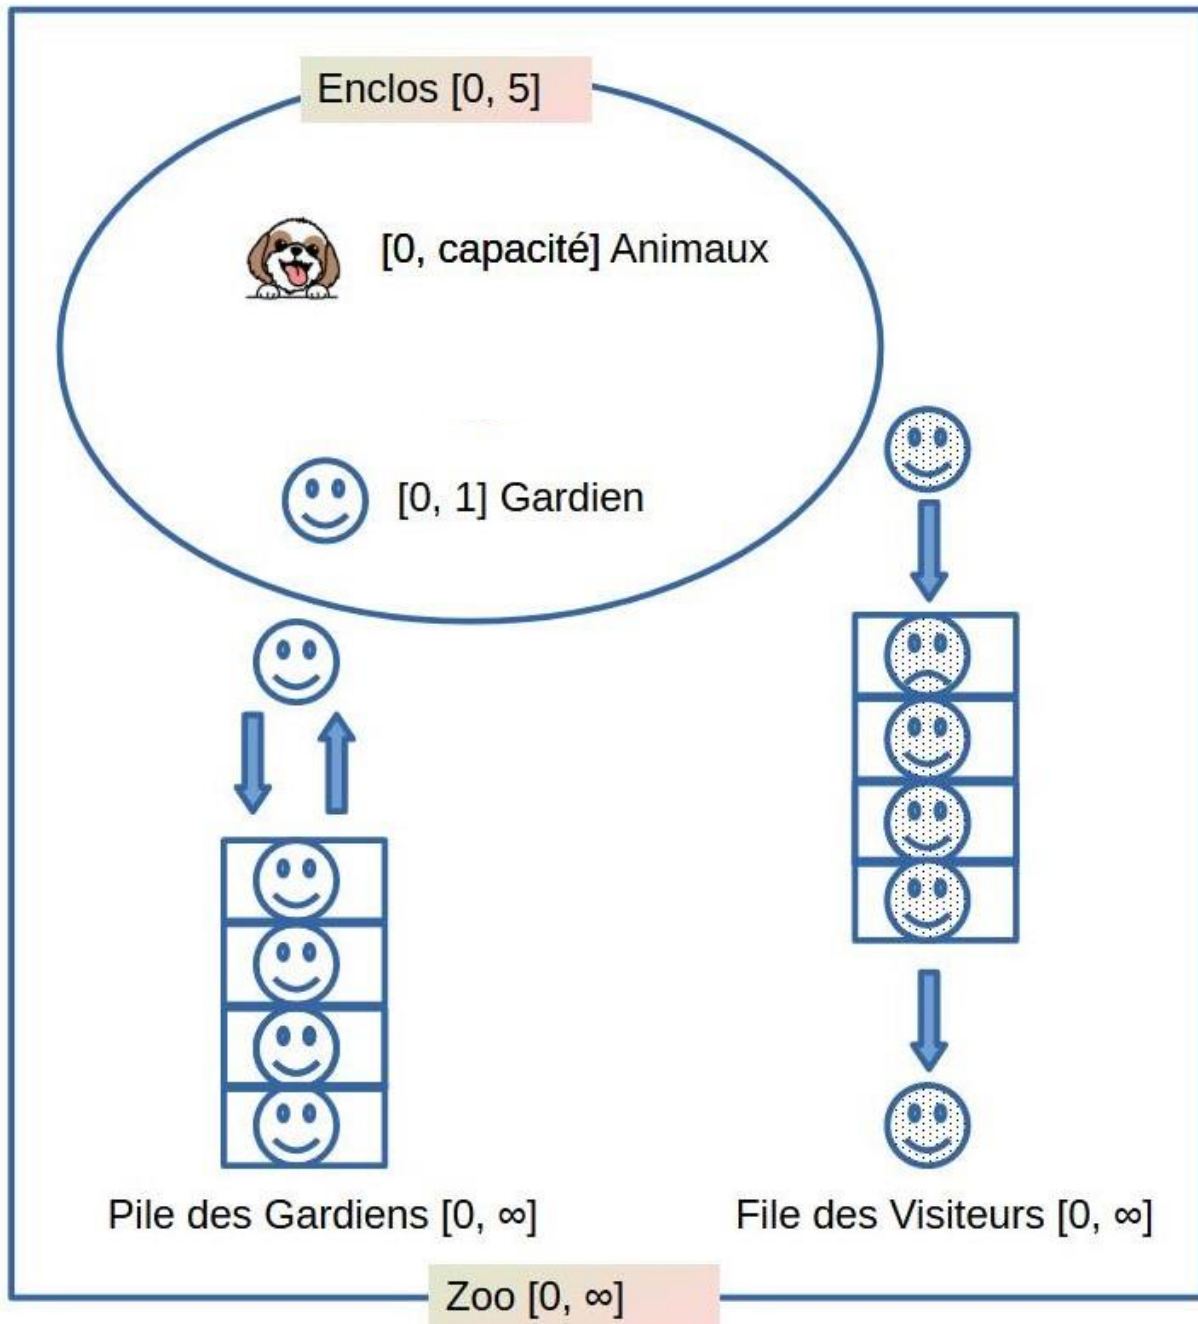 Enclos [0, 5]
[0, capacité] Animaux
[0, 1] Gardien
Pile des Gardiens [0, ∞]
File des Visiteurs [0, ∞]
Zoo [0, ∞]